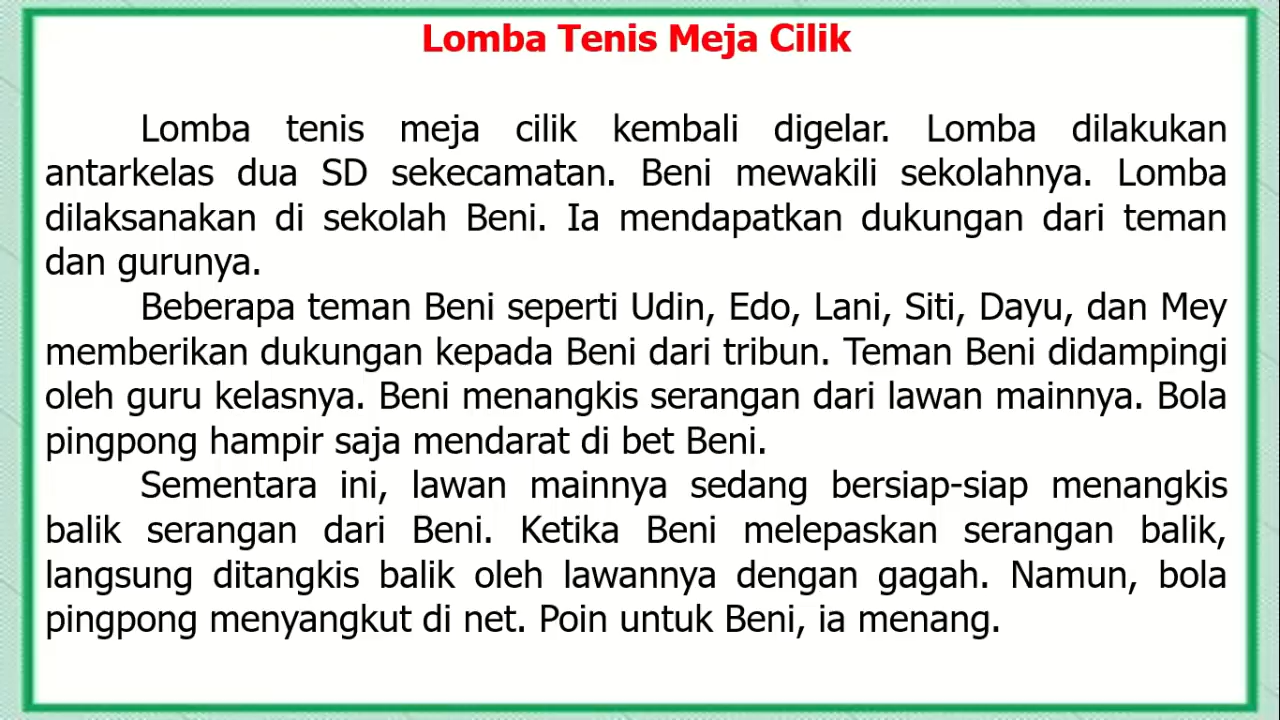 Lomba Tenis Meja Cilik
Lomba tenis meja cilik kembali digelar. Lomba dilakukan
antarkelas dua SD sekecamatan. Beni mewakili sekolahnya. Lomba
dilaksanakan di sekolah Beni. Ia mendapatkan dukungan dari teman
dan gurunya.
Beberapa teman Beni seperti Udin, Edo, Lani, Siti, Dayu, dan Mey
memberikan dukungan kepada Beni dari tribun. Teman Beni didampingi
oleh guru kelasnya. Beni menangkis serangan dari lawan mainnya. Bola
pingpong hampir saja mendarat di bet Beni.
Sementara ini, lawan mainnya sedang bersiap-siap menangkis
balik serangan dari Beni. Ketika Beni melepaskan serangan balik,
langsung ditangkis balik oleh lawannya dengan gagah. Namun, bola
pingpong menyangkut di net. Poin untuk Beni, ia menang.